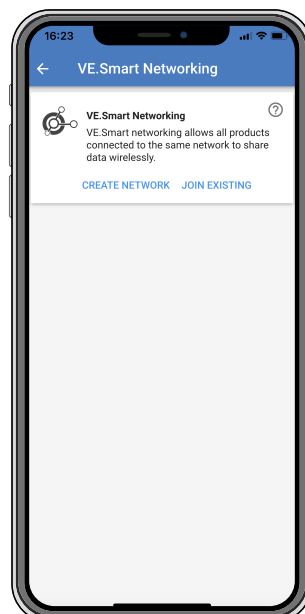 16:23
VE.Smart Networking
VE.Smart Networking
VE.Smart networking allows all products
connected to the same network to share
data wirelessly.
CREATE NETWORK JOIN EXISTING